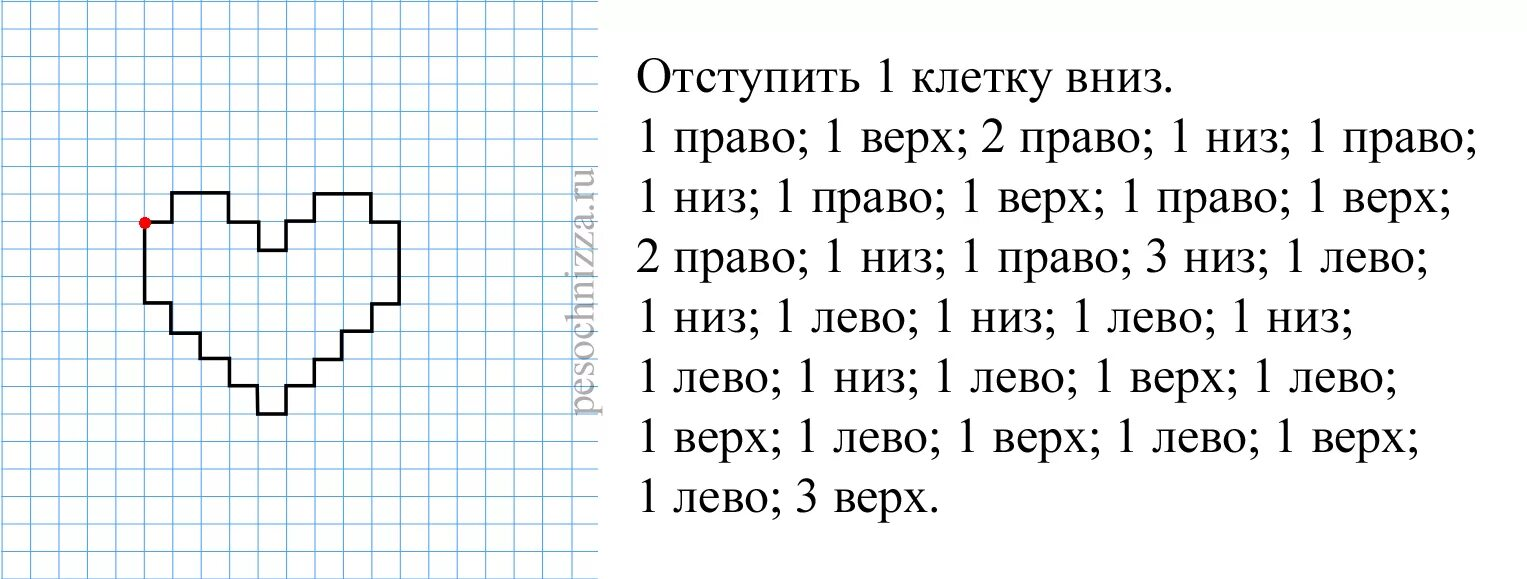 Отступить 1 клетку вниз.
1 право; 1 верх; 2 право; 1 низ; 1 право;
1 низ; 1 право; 1 верх; 1 право; 1 верх;
2 право; 1 низ; 1 право; 3 низ; 1 лево;
1 низ; 1 лево; 1 низ; 1 лево; 1 низ;
1 лево; 1 низ; 1 лево; 1 верх; 1 лево;
1 верх; 1 лево; 1 верх; 1 лево; 1 верх;
1 лево; 3 верх.
pesochnizza.ru